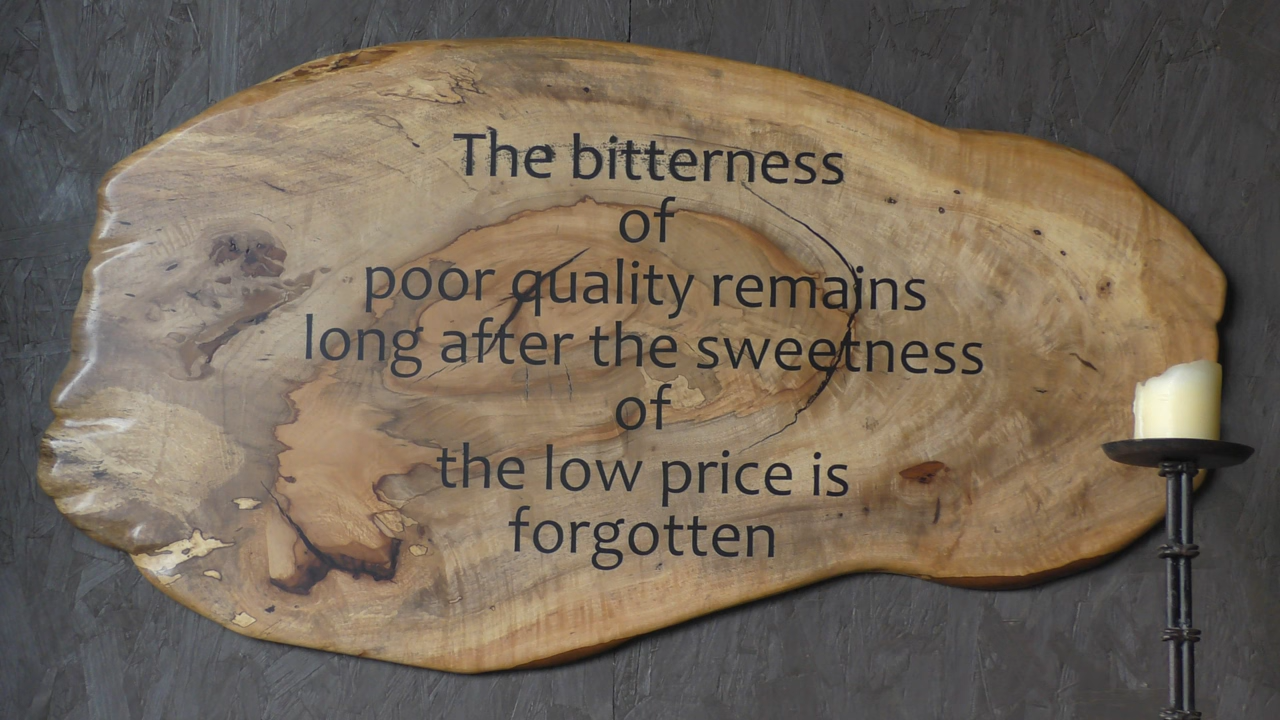 The bitterness
of
poor quality remains
long after the sweetness
of
the low price is
forgotten